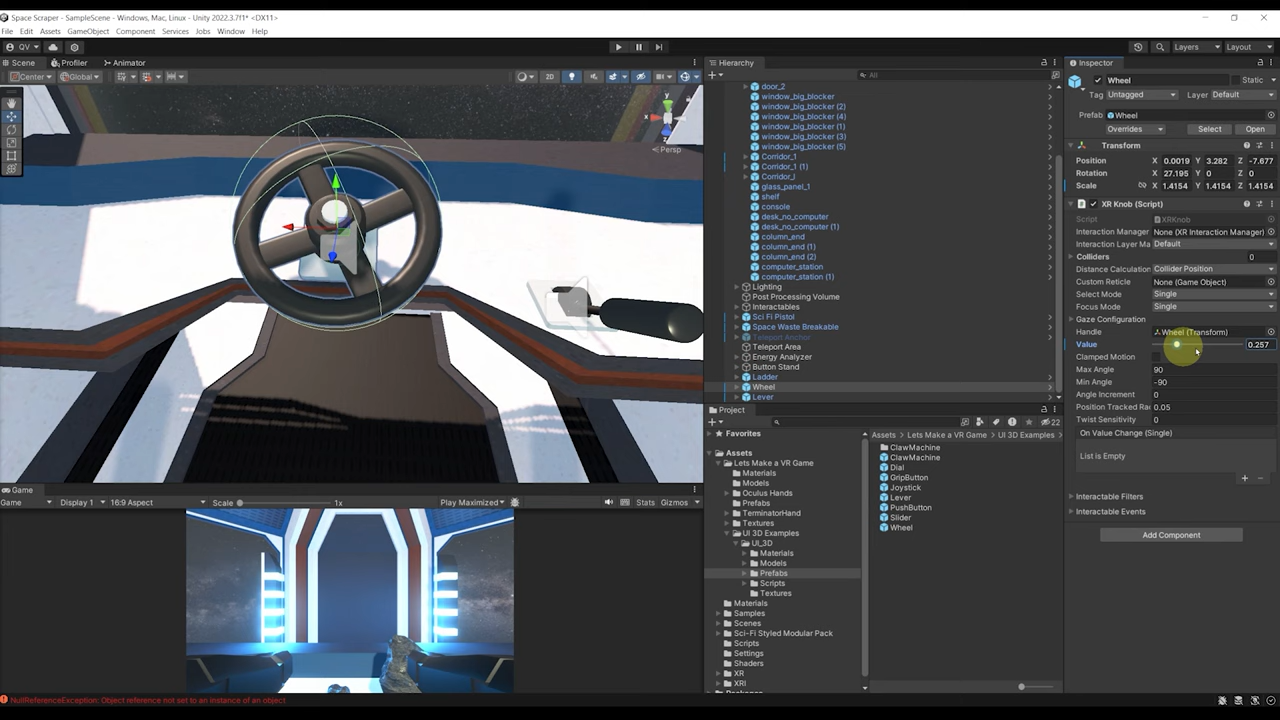 Space Scraper - SampleScene - Windows, Mac, Linux - Unity 2022.3.7f1* <DX11>
File Edit Assets GameObject Component Services Jobs Window Help
QV Layers Layout
Scene Profiler Animator
Center Global 2D
Persp
Hierarchy
All
door_2
window_big_blocker
window_big_blocker (2)
window_big_blocker (4)
window_big_blocker (1)
window_big_blocker (3)
window_big_blocker (5)
Corridor_1
Corridor_1 (1)
Corridor_I
glass_panel_1
shelf
console
desk_no_computer
desk_no_computer (1)
column_end
column_end (1)
column_end (2)
computer_station
computer_station (1)
Lighting
Post Processing Volume
Interactables
Sci Fi Pistol
Space Waste Breakable
Teleport Anchor
Teleport Area
Energy Analyzer
Button Stand
Ladder
Wheel
Lever
Inspector
Wheel Static
Tag Untagged Layer Default
Prefab Wheel
Overrides Select Open
Transform
Position X 0.0019 Y 3.282 Z -7.677
Rotation X 27.195 Y 0 Z 0
Scale X 1.4154 Y 1.4154 Z 1.4154
XR Knob (Script)
Script XRKnob
Interaction Manager None (XR Interaction Manager)
Interaction Layer Ma Default
Colliders 0
Distance Calculation Collider Position
Custom Reticle None (Game Object)
Select Mode Single
Focus Mode Single
Gaze Configuration
Handle Wheel (Transform)
Value 0.257
Clamped Motion
Max Angle 90
Min Angle -90
Angle Increment 0
Position Tracked Ra 0.05
Twist Sensitivity 0
On Value Change (Single)
List is Empty
Interactable Filters
Interactable Events
Add Component
Project
22
Favorites
Assets
Lets Make a VR Game
Materials
Models
Oculus Hands
Prefabs
TerminatorHand
Textures
UI 3D Examples
UI_3D
Materials
Models
Prefabs
Scripts
Textures
Materials
Samples
Scenes
Sci-Fi Styled Modular Pack
Scripts
Settings
Shaders
XR
XRI
Assets Lets Make a VR Game UI 3D Examples
ClawMachine
ClawMachine
Dial
GripButton
Joystick
Lever
PushButton
Slider
Wheel
Game
Game Display 1 16:9 Aspect Scale 1x Play Maximized Stats Gizmos
NullReferenceException: Object reference not set to an instance of an object